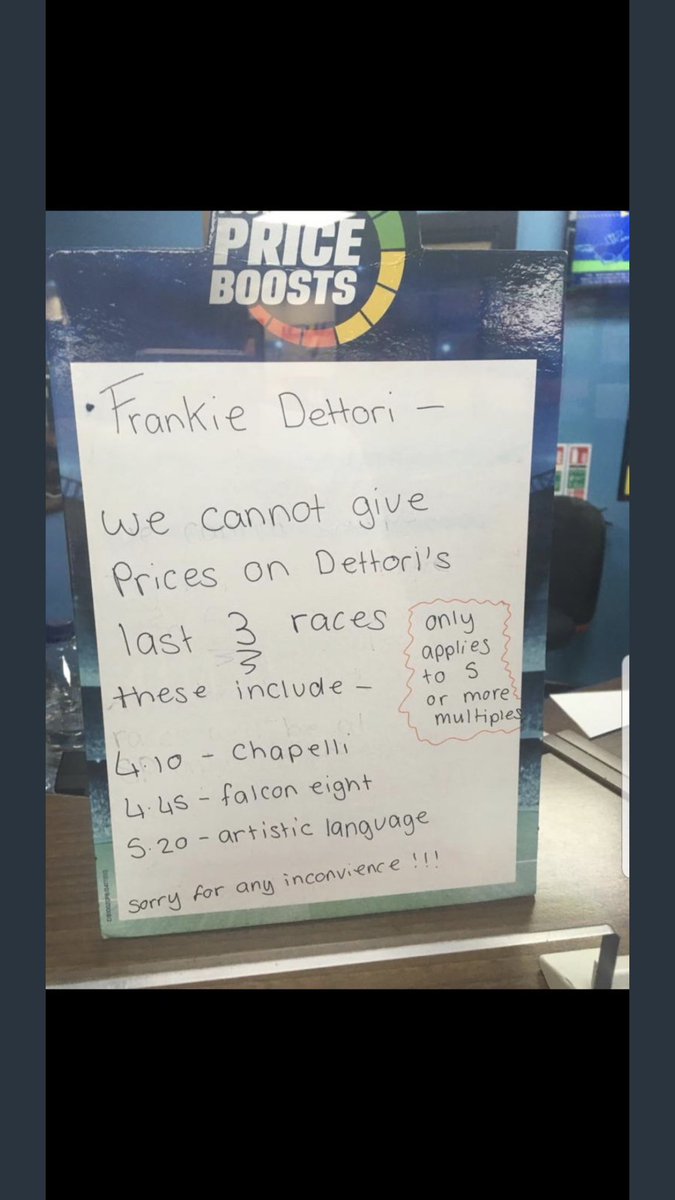 PRICE
BOOSTS
• Frankie Dettori –
we cannot give
Prices on Dettori's
last 3 races
these include –
only
applies
to 5
or more
multiples
4.10 – Chapelli
4.45 – falcon eight
5.20 – artistic language
sorry for any inconvience !!!